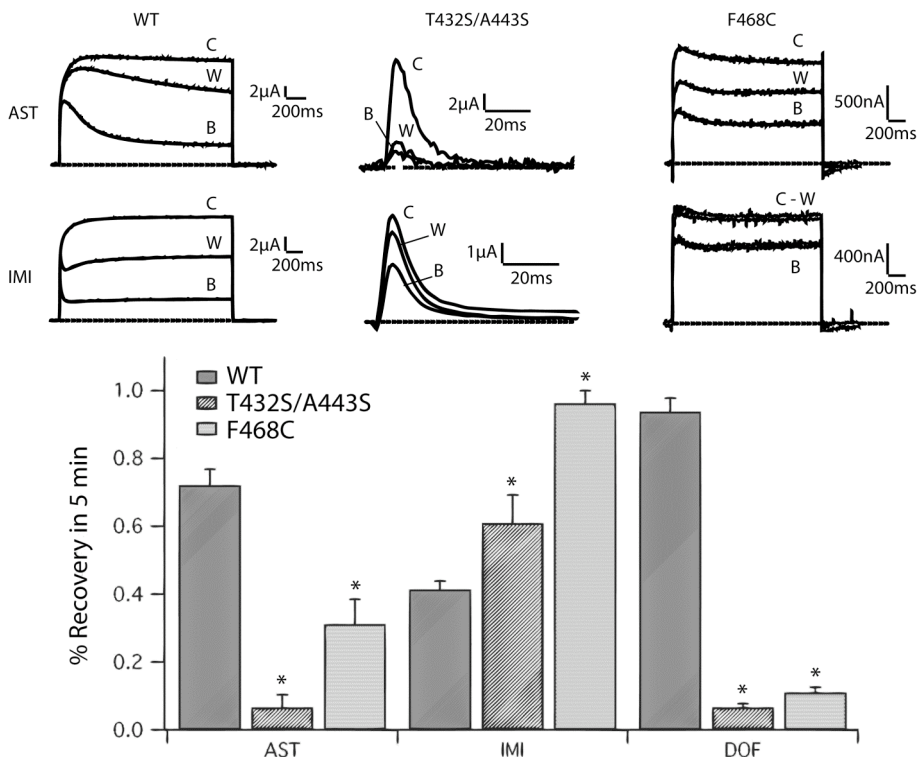 WT
T432S/A443S
F468C
AST
C
W
B
2µA
200ms
C
B
W
2µA
20ms
C
W
B
500nA
200ms
IMI
C
W
B
2µA
200ms
C
W
B
1µA
20ms
C - W
B
400nA
200ms
% Recovery in 5 min
1.0
0.8
0.6
0.4
0.2
0.0
WT
T432S/A443S
F468C
*
*
*
*
*
*
AST
IMI
DOF